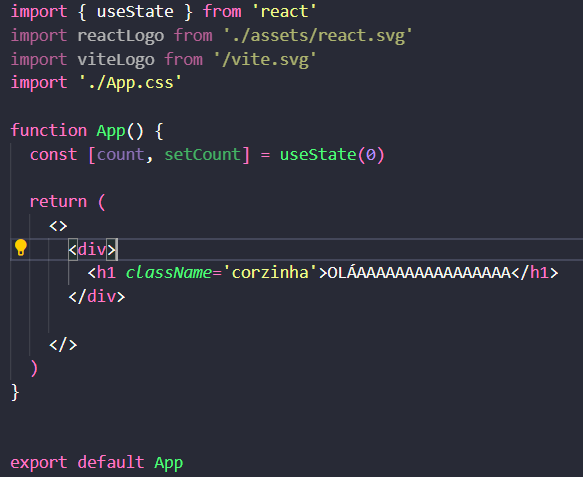 import { useState } from 'react'
import reactLogo from './assets/react.svg'
import viteLogo from '/vite.svg'
import './App.css'
function App() {
const [count, setCount] = useState(0)
return (
<>
<div>
<h1 className='corzinha'>OLÁAAAAAAAAAAAAAAAA</h1>
</div>
</>
)
}
export default App